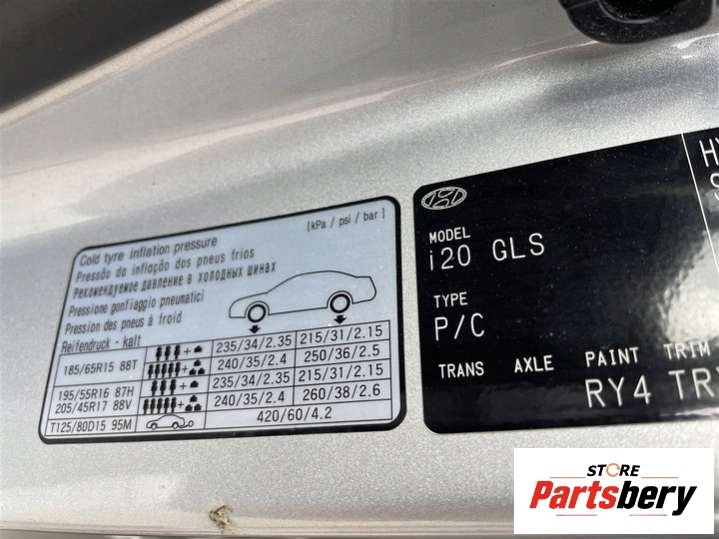 Cold tyre inflation pressure (kPa / psi / bar)
Pressão do inflação dos pneus frios
Рекомендуемое давление в холодных шинах
Pressione gonfiaggio pneumatici
Pression des pneus à froid
Reifendruck - kalt
185/65R15 88T + 235/34/2.35 215/31/2.15
+ 240/35/2.4 250/36/2.5
195/55R16 87H + 235/34/2.35 215/31/2.15
205/45R17 88V + 240/35/2.4 260/38/2.6
T125/80D15 95M 420/60/4.2
MODEL
i20 GLS
TYPE
P/C
TRANS AXLE PAINT TRIM
RY4
STORE
Partsbery